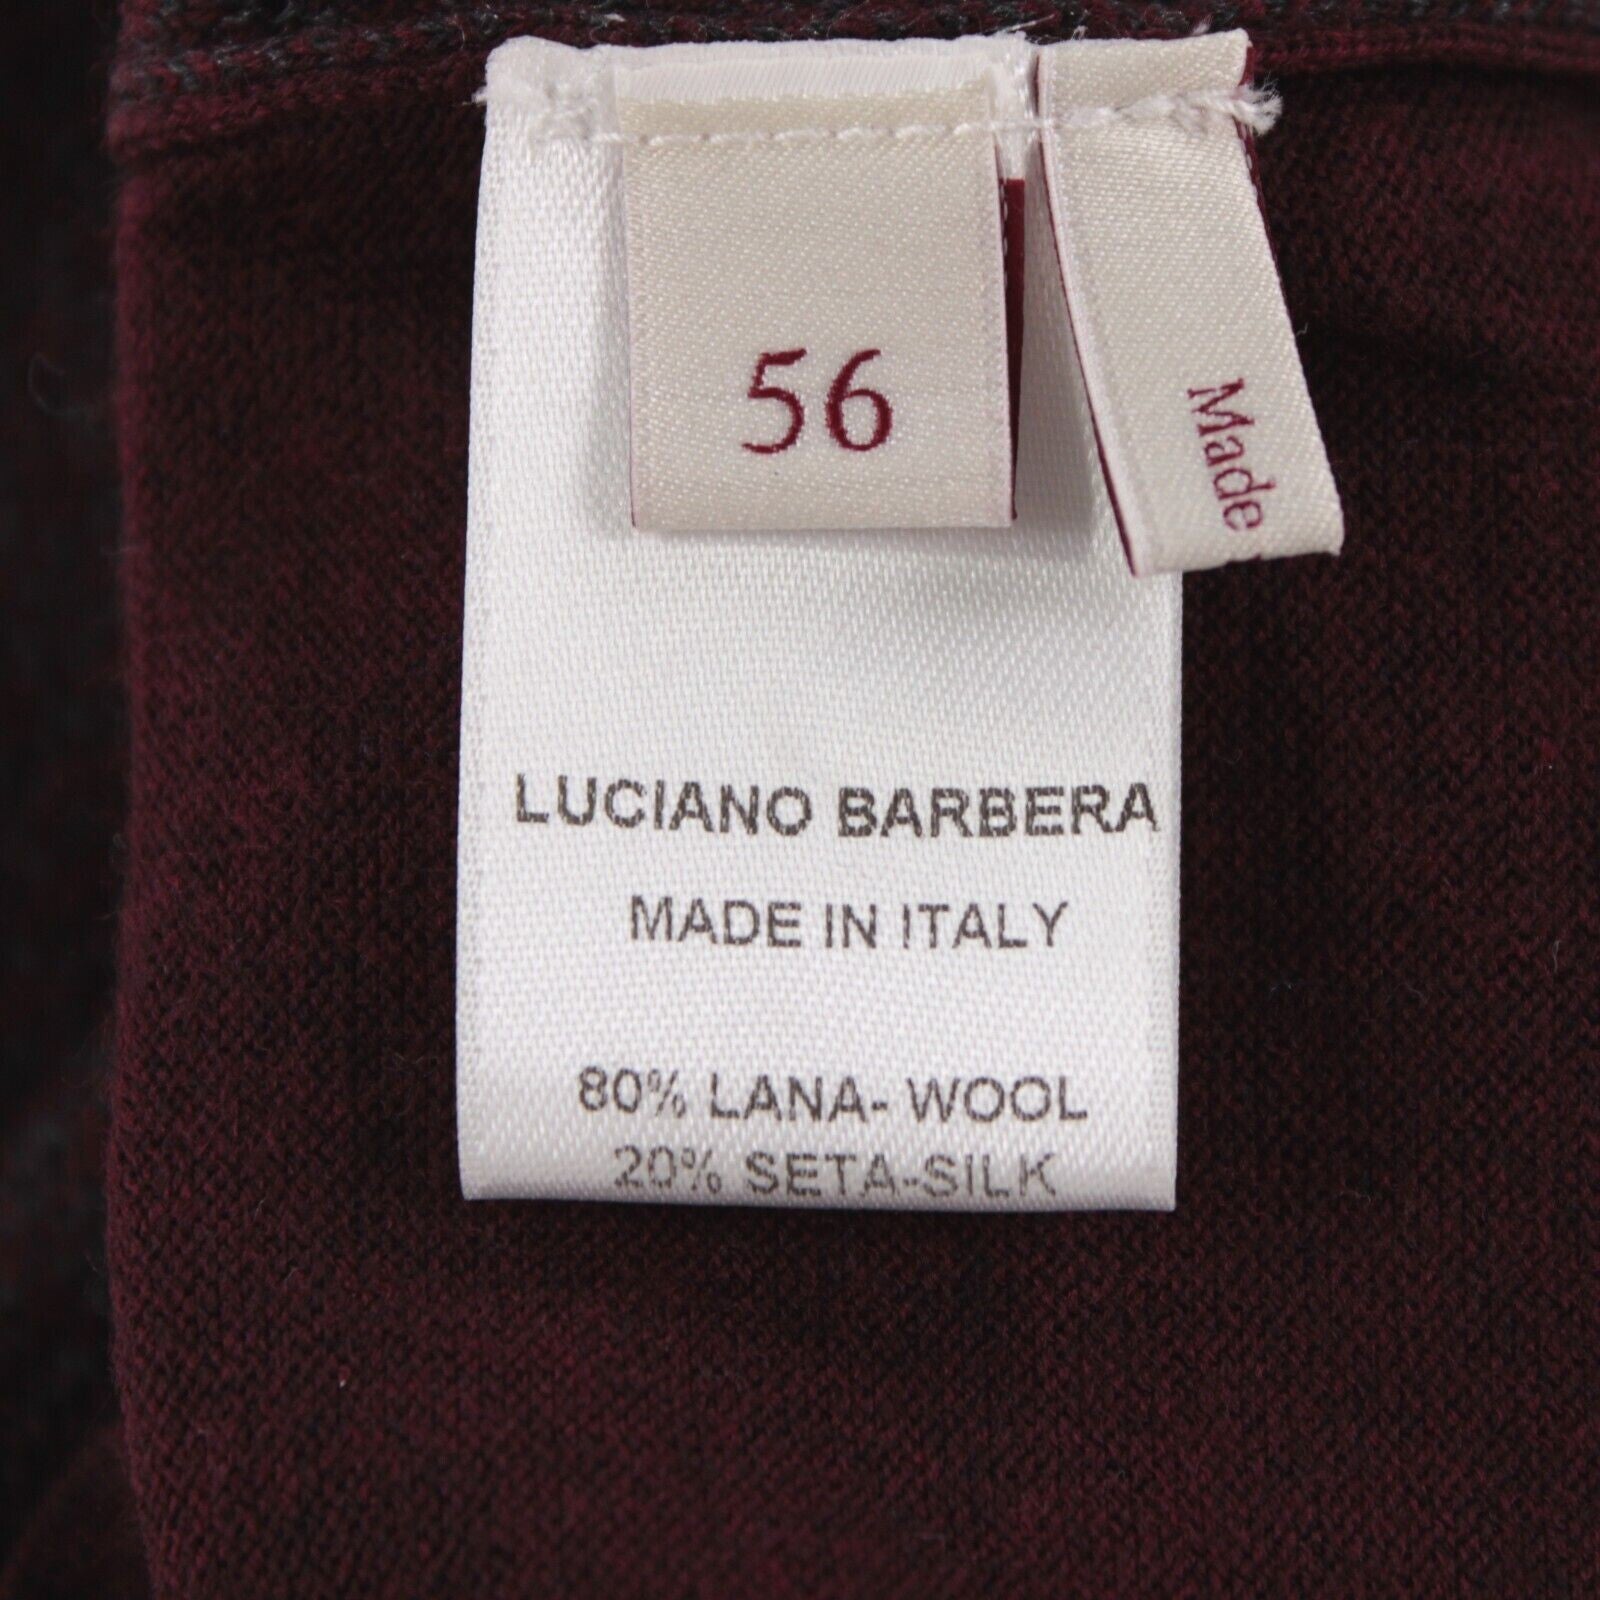 56
Made
LUCIANO BARBERA
MADE IN ITALY
80% LANA- WOOL
20% SETA-SILK